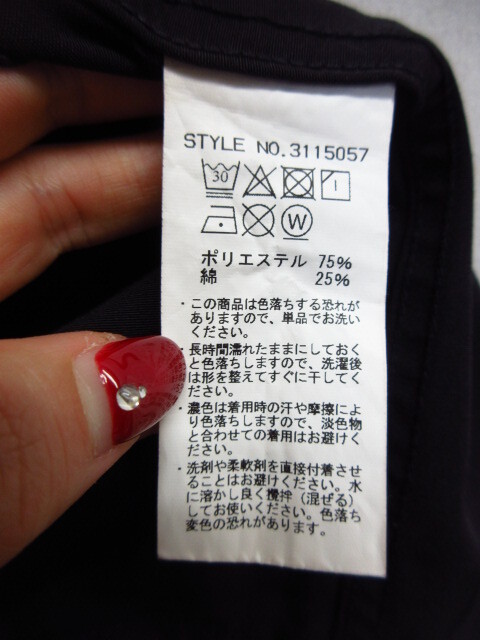 STYLE NO.3115057
30
W
ポリエステル 75%
綿 25%
・この商品は色落ちする恐れが
ありますので、単品でお洗い
ください。
・長時間濡れたままにしておく
と色落ちしますので、洗濯後
は形を整えてすぐに干してく
ださい。
・濃色は着用時の汗や摩擦によ
り色落ちしますので、淡色物
と合わせての着用はお避けく
ださい。
・洗剤や柔軟剤を直接付着させ
ることはお避けください。水
に溶かし良く攪拌（混ぜる）
してお使いください。色落ち
変色の恐れがあります。